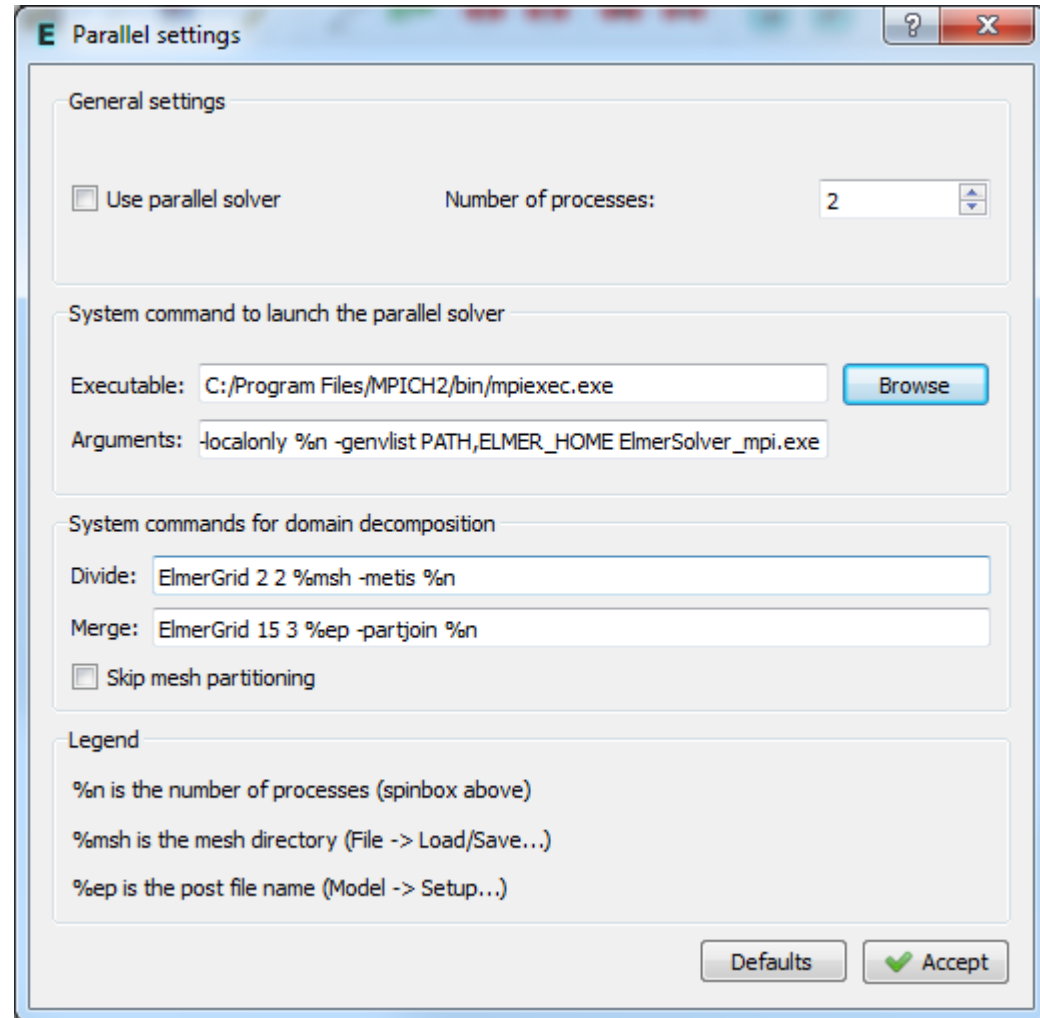 E Parallel settings
General settings
Use parallel solver Number of processes: 2
System command to launch the parallel solver
Executable: C:/Program Files/MPICH2/bin/mpiexec.exe Browse
Arguments: -localonly %n -genvlist PATH,ELMER_HOME ElmerSolver_mpi.exe
System commands for domain decomposition
Divide: ElmerGrid 2 2 %msh -metis %n
Merge: ElmerGrid 15 3 %ep -partjoin %n
Skip mesh partitioning
Legend
%n is the number of processes (spinbox above)
%msh is the mesh directory (File -> Load/Save...)
%ep is the post file name (Model -> Setup...)
Defaults Accept